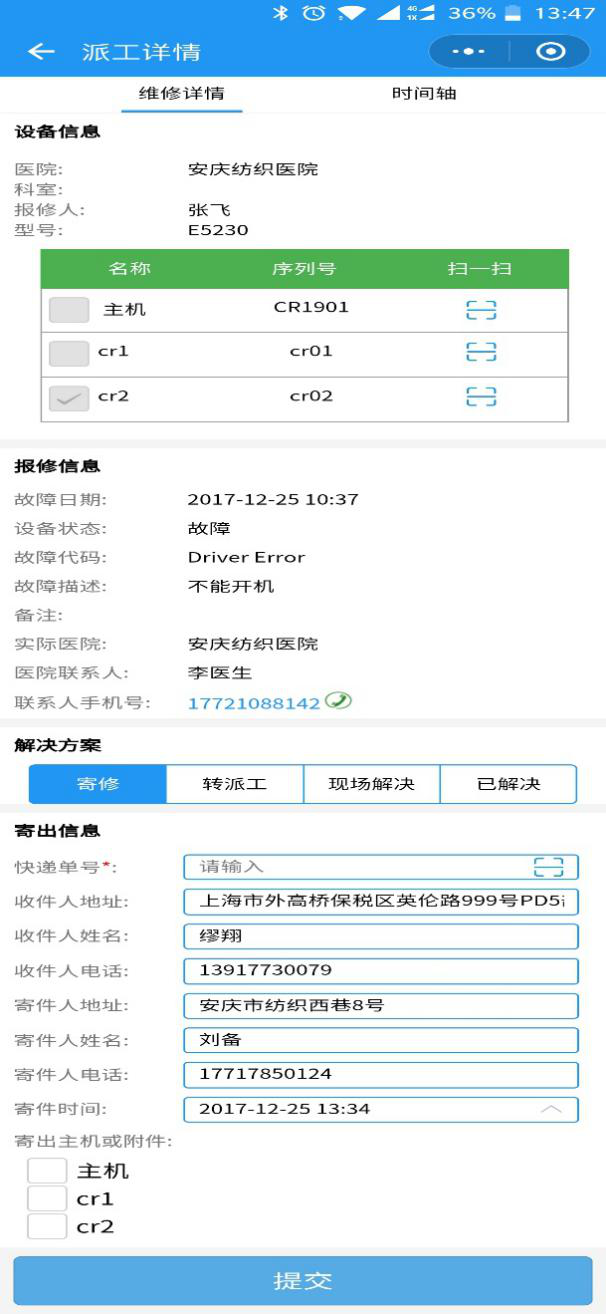 4G 1X 36% 13:47
派工详情
维修详情 时间轴
设备信息
医院: 安庆纺织医院
科室:
报修人: 张飞
型号: E5230
名称 序列号 扫一扫
主机 CR1901
cr1 cr01
cr2 cr02
报修信息
故障日期: 2017-12-25 10:37
设备状态: 故障
故障代码: Driver Error
故障描述: 不能开机
备注:
实际医院: 安庆纺织医院
医院联系人: 李医生
联系人手机号: 17721088142
解决方案
寄修 转派工 现场解决 已解决
寄出信息
快递单号*: 请输入
收件人地址: 上海市外高桥保税区英伦路999号PD5
收件人姓名: 缪翔
收件人电话: 13917730079
寄件人地址: 安庆市纺织西巷8号
寄件人姓名: 刘备
寄件人电话: 17717850124
寄件时间: 2017-12-25 13:34
寄出主机或附件:
主机
cr1
cr2
提交